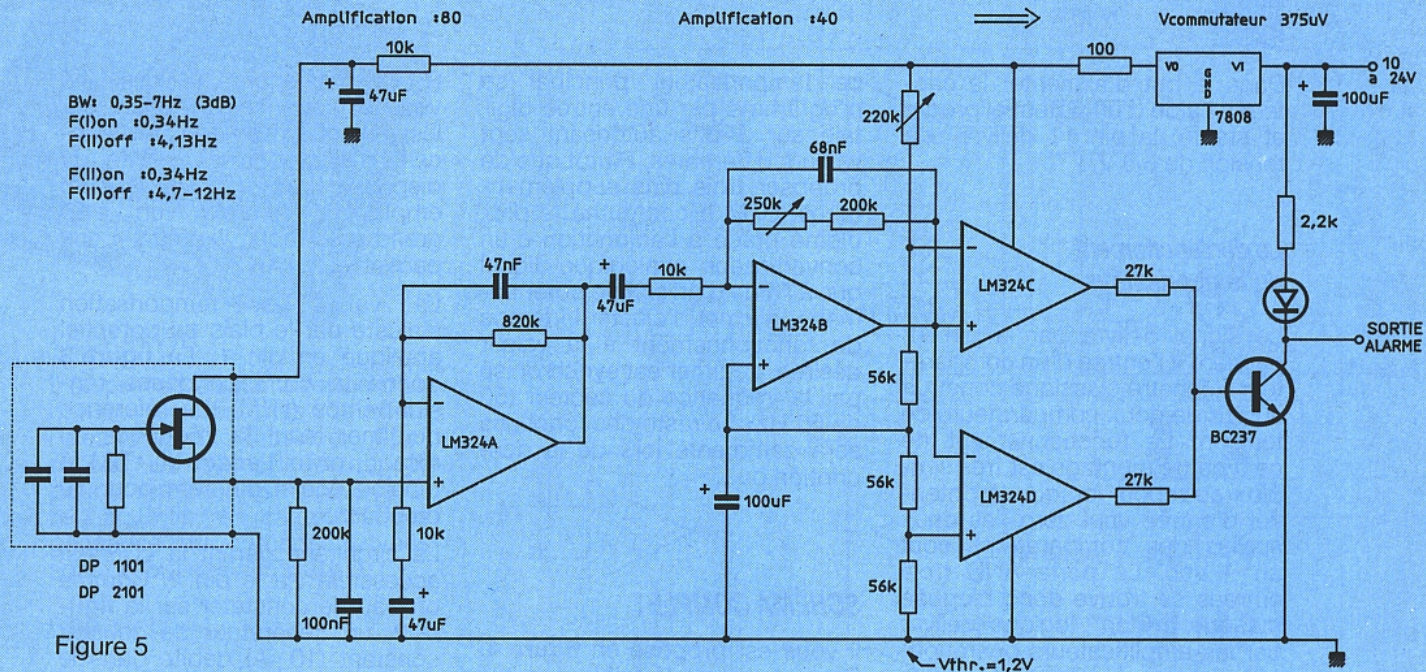 Amplification :80
Amplification :40
Vcommutateur 375uV
10k
100
VO
GND
VI
10
a 24V
47uF
7808
100uF
BW: 0,35-7Hz (3dB)
F(I)on :0,34Hz
F(II)off :4,13Hz
F(II)on :0,34Hz
F(II)off :4,7-12Hz
220k
68nF
250k
200k
2,2k
47nF
47uF
10k
820k
LM324B
LM324C
27k
SORTIE
ALARME
LM324A
56k
BC237
56k
LM324D
27k
100uF
200k
10k
DP 1101
DP 2101
56k
100nF
47uF
Figure 5
Vthr.=1,2V